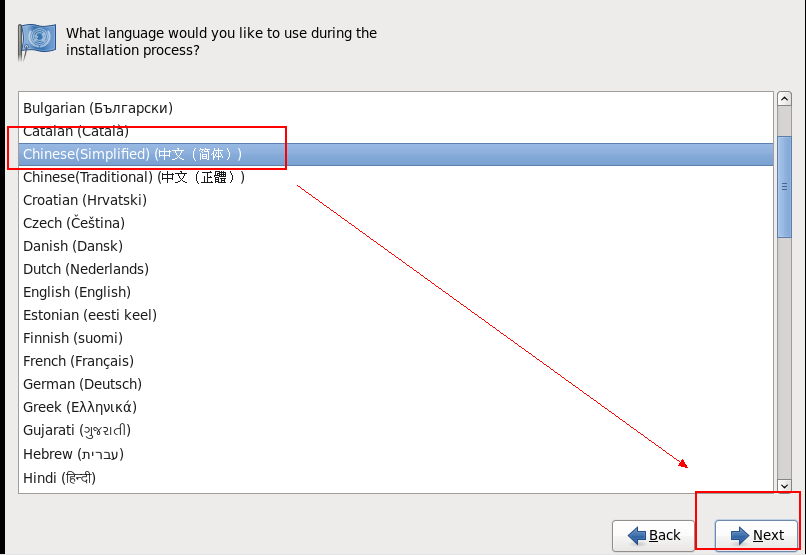 What language would you like to use during the
installation process?
Bulgarian (Български)
Catalan (Català)
Chinese(Simplified) (中文（简体）)
Chinese(Traditional) (中文（正體）)
Croatian (Hrvatski)
Czech (Čeština)
Danish (Dansk)
Dutch (Nederlands)
English (English)
Estonian (eesti keel)
Finnish (suomi)
French (Français)
German (Deutsch)
Greek (Ελληνικά)
Gujarati (ગુજરાતી)
Hebrew (עברית)
Hindi (हिन्दी)
Back
Next